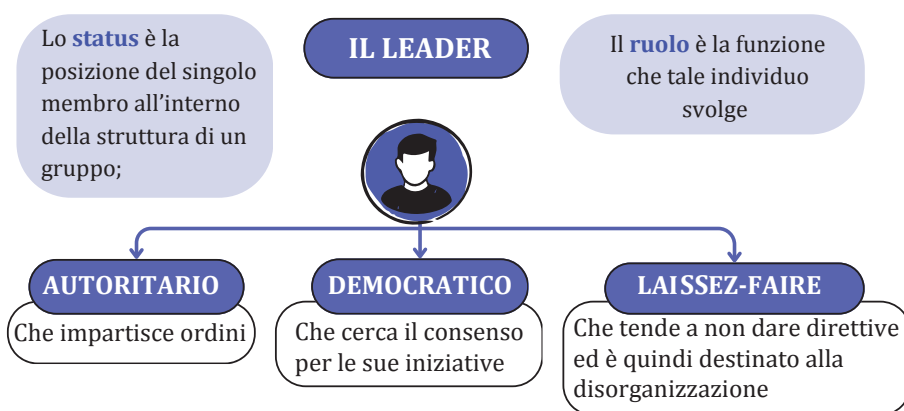 Lo status è la
posizione del singolo
membro all'interno
della struttura di un
gruppo;
IL LEADER
Il ruolo è la funzione
che tale individuo
svolge
AUTORITARIO
Che impartisce ordini
DEMOCRATICO
Che cerca il consenso
per le sue iniziative
LAISSEZ-FAIRE
Che tende a non dare direttive
ed è quindi destinato alla
disorganizzazione